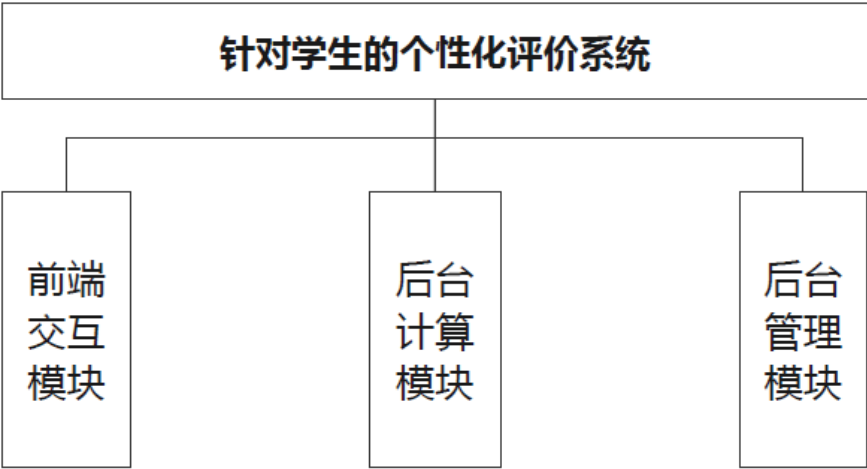 针对学生的个性化评价系统
前端
交互
模块
后台
计算
模块
后台
管理
模块